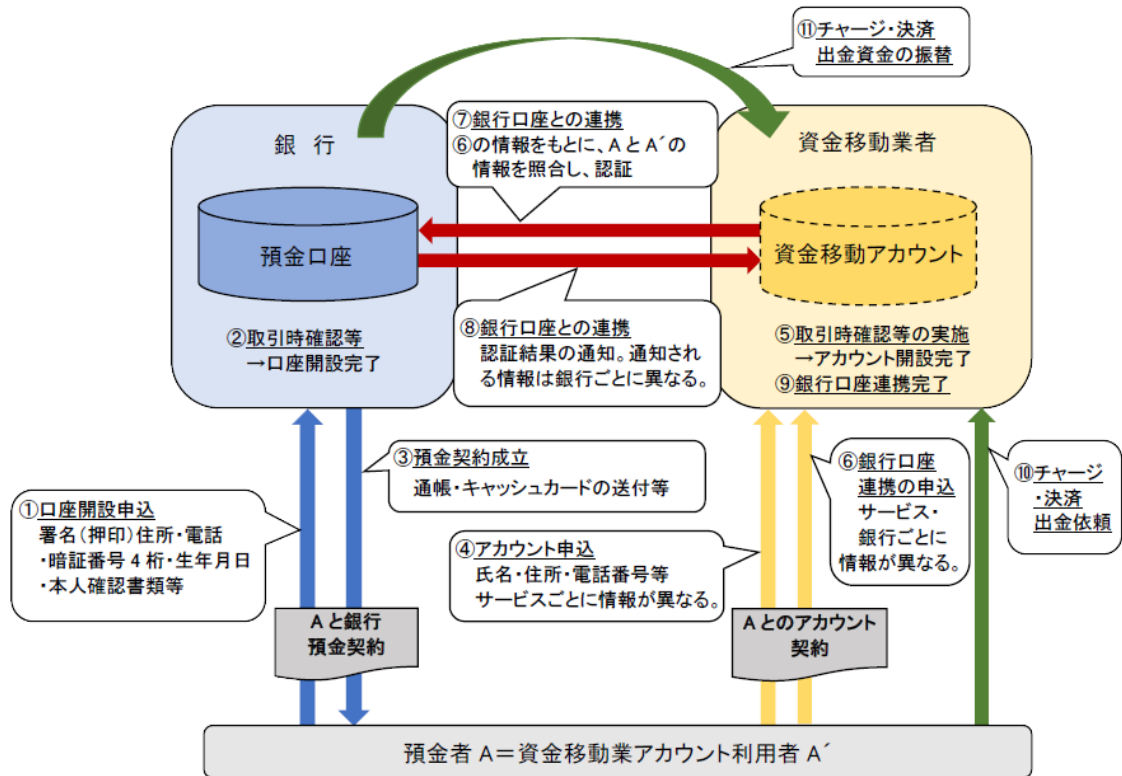 ⑪チャージ・決済
出金資金の振替
銀 行
⑦銀行口座との連携
⑥の情報をもとに、AとA´の
情報を照合し、認証
資金移動業者
預金口座
資金移動アカウント
②取引時確認等
→口座開設完了
⑧銀行口座との連携
認証結果の通知。通知され
る情報は銀行ごとに異なる。
⑤取引時確認等の実施
→アカウント開設完了
⑨銀行口座連携完了
③預金契約成立
通帳・キャッシュカードの送付等
①口座開設申込
署名(押印)住所・電話
・暗証番号4桁・生年月日
・本人確認書類等
④アカウント申込
氏名・住所・電話番号等
サービスごとに情報が異なる。
⑥銀行口座
連携の申込
サービス・
銀行ごとに
情報が異なる。
⑩チャージ
・決済
出金依頼
Aと銀行
預金契約
Aとのアカウント
契約
預金者A=資金移動業アカウント利用者A´